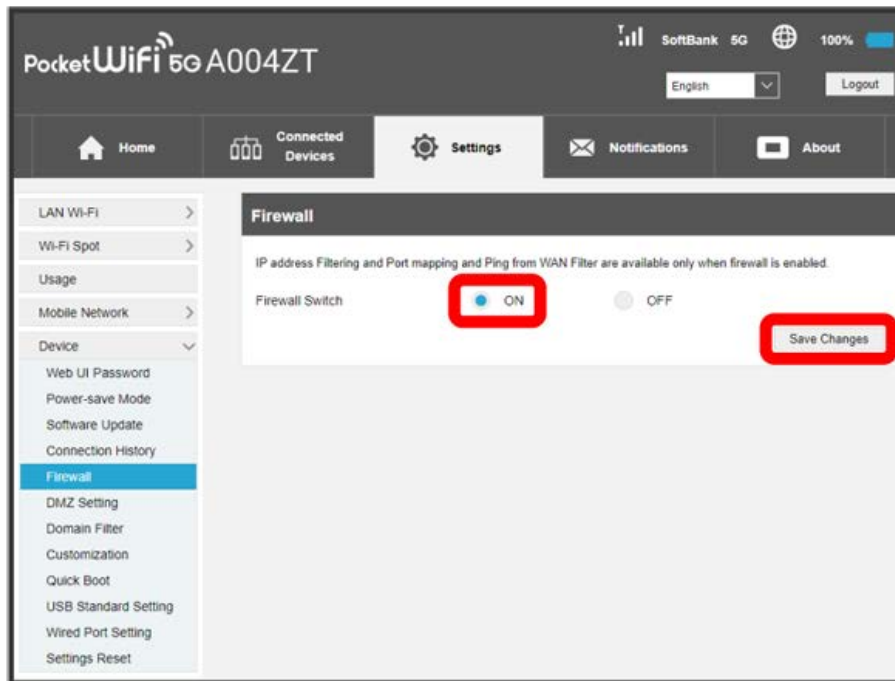 SoftBank 5G 100%
PocketWiFi 5G A004ZT
English Logout
Home
Connected
Devices
Settings
Notifications
About
LAN Wi-Fi
Wi-Fi Spot
Usage
Mobile Network
Device
Web UI Password
Power-save Mode
Software Update
Connection History
Firewall
DMZ Setting
Domain Filter
Customization
Quick Boot
USB Standard Setting
Wired Port Setting
Settings Reset
Firewall
IP address Filtering and Port mapping and Ping from WAN Filter are available only when firewall is enabled.
Firewall Switch ON OFF
Save Changes